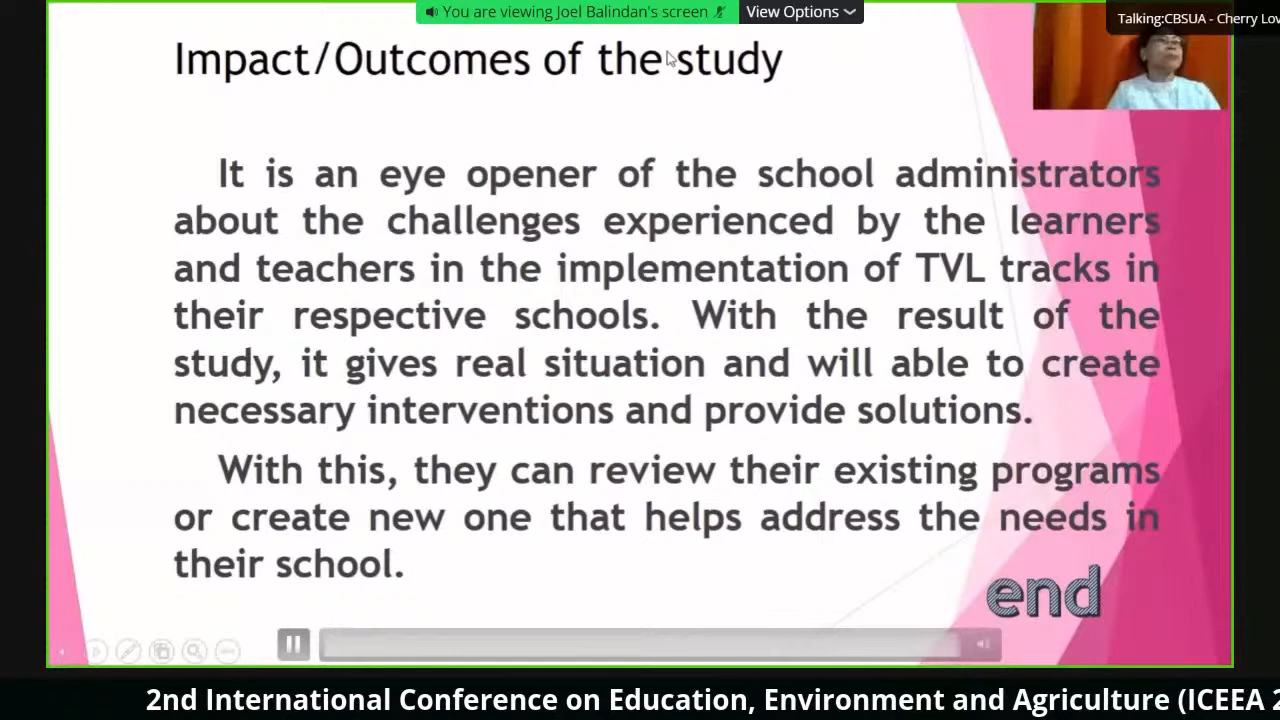 You are viewing Joel Balindan's screen
View Options
Talking:CBSUA - Cherry Lov
Impact/Outcomes of the study
It is an eye opener of the school administrators
about the challenges experienced by the learners
and teachers in the implementation of TVL tracks in
their respective schools. With the result of the
study, it gives real situation and will able to create
necessary interventions and provide solutions.
With this, they can review their existing programs
or create new one that helps address the needs in
their school.
end
2nd International Conference on Education, Environment and Agriculture (ICEEA 2